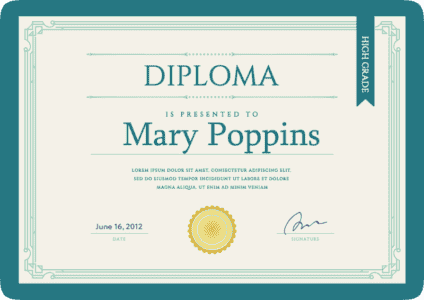 HIGH GRADE
DIPLOMA
IS PRESENTED TO
Mary Poppins
LOREM IPSUM DOLOR SIT AMET, CONSECTETUR ADIPISICING ELIT,
SED DO EIUSMOD TEMPOR INCIDIDUNT UT LABORE ET DOLORE
MAGNA ALIQUA. UT ENIM AD MINIM VENIAM
June 16, 2012
DATE
SIGNATURE